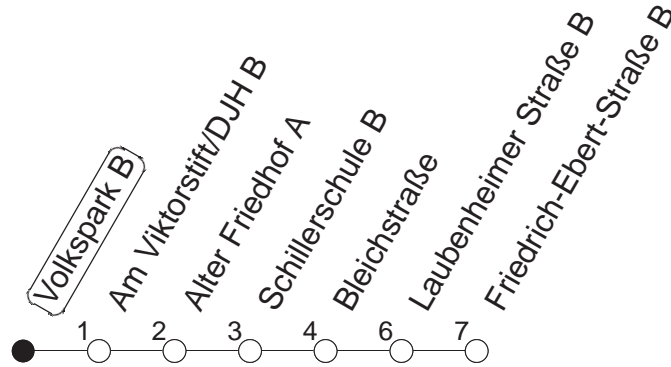 Volkspark B
Am Viktorstift/DJH B
Alter Friedhof A
Schillerschule B
Bleichstraße
Laubenheimer Straße B
Friedrich-Ebert-Straße B
1
2
3
4
6
7